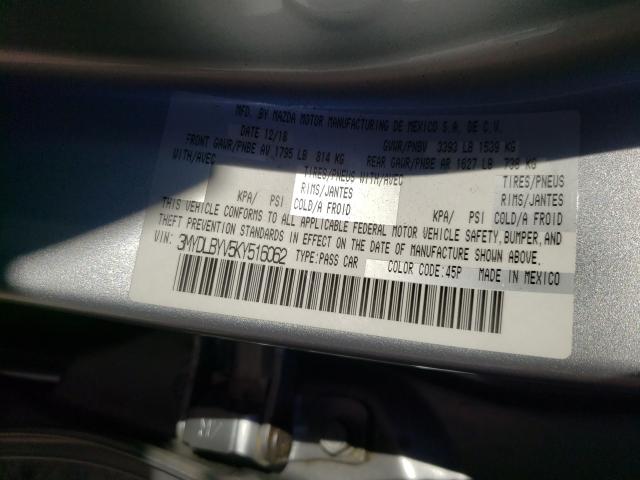 MFD. BY MAZDA MOTOR MANUFACTURING DE MEXICO S.A. DE C.V.
DATE 12/18 GVWR/PNBV 3393 LB 1539 KG
FRONT GAWR/PNBE AV 1795 LB 814 KG REAR GAWR/PNBE AR 1627 LB 738 KG
WITH/AVEC TIRES/PNEUS WITH/AVEC TIRES/PNEUS
RIMS/JANTES RIMS/JANTES
KPA/ PSI COLD/A FROID KPA/ PSI COLD/A FROID
THIS VEHICLE CONFORMS TO ALL APPLICABLE FEDERAL MOTOR VEHICLE SAFETY, BUMPER, AND
THEFT PREVENTION STANDARDS IN EFFECT ON THE DATE OF MANUFACTURE SHOWN ABOVE.
VIN: 3MYDLBYV5KY516062 TYPE:PASS CAR COLOR CODE:45P MADE IN MEXICO